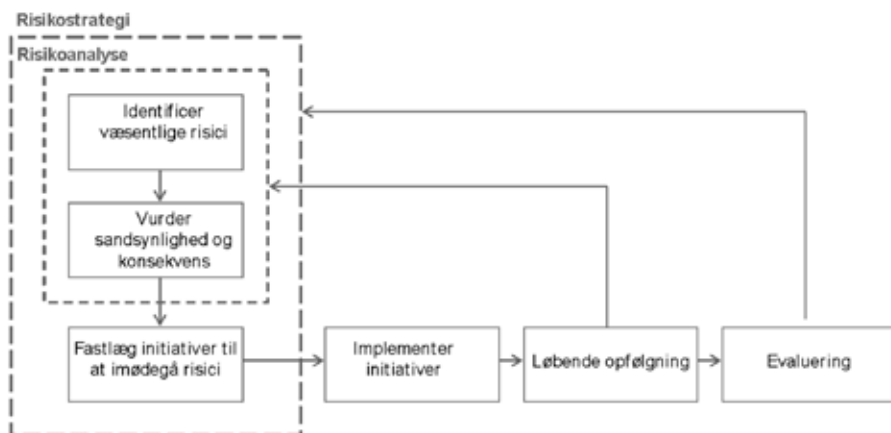 Risikostrategi
Risikoanalyse
Identificer
væsentlige risici
Vurder
sandsynlighed og
konsekvens
Fastlæg initiativer til
at imødegå risici
Implementer
initiativer
Løbende opfølgning
Evaluering